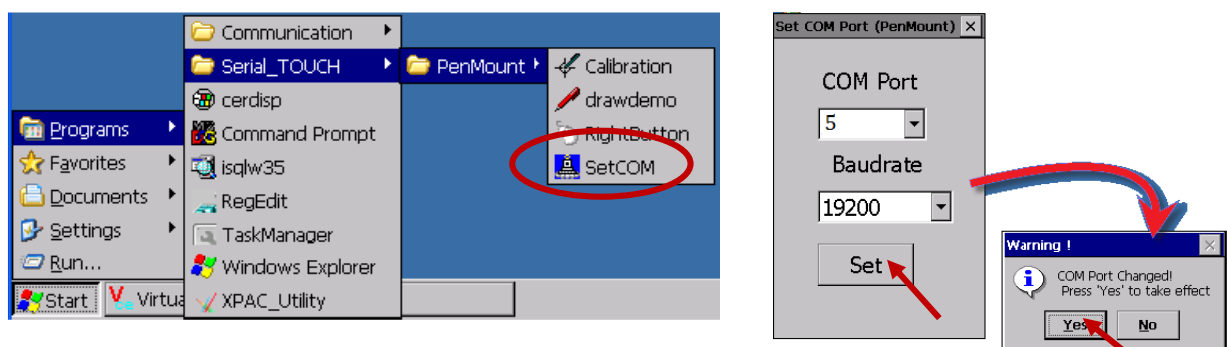 Communication
Serial_TOUCH
cerdisp
Command Prompt
isqlw35
RegEdit
TaskManager
Windows Explorer
XPAC_Utility
PenMount
Calibration
drawdemo
RightButton
SetCOM
Programs
Favorites
Documents
Settings
Run...
Start
Virtua
Set COM Port (PenMount)
COM Port
5
Baudrate
19200
Set
Warning !
COM Port Changed!
Press 'Yes' to take effect
Yes
No